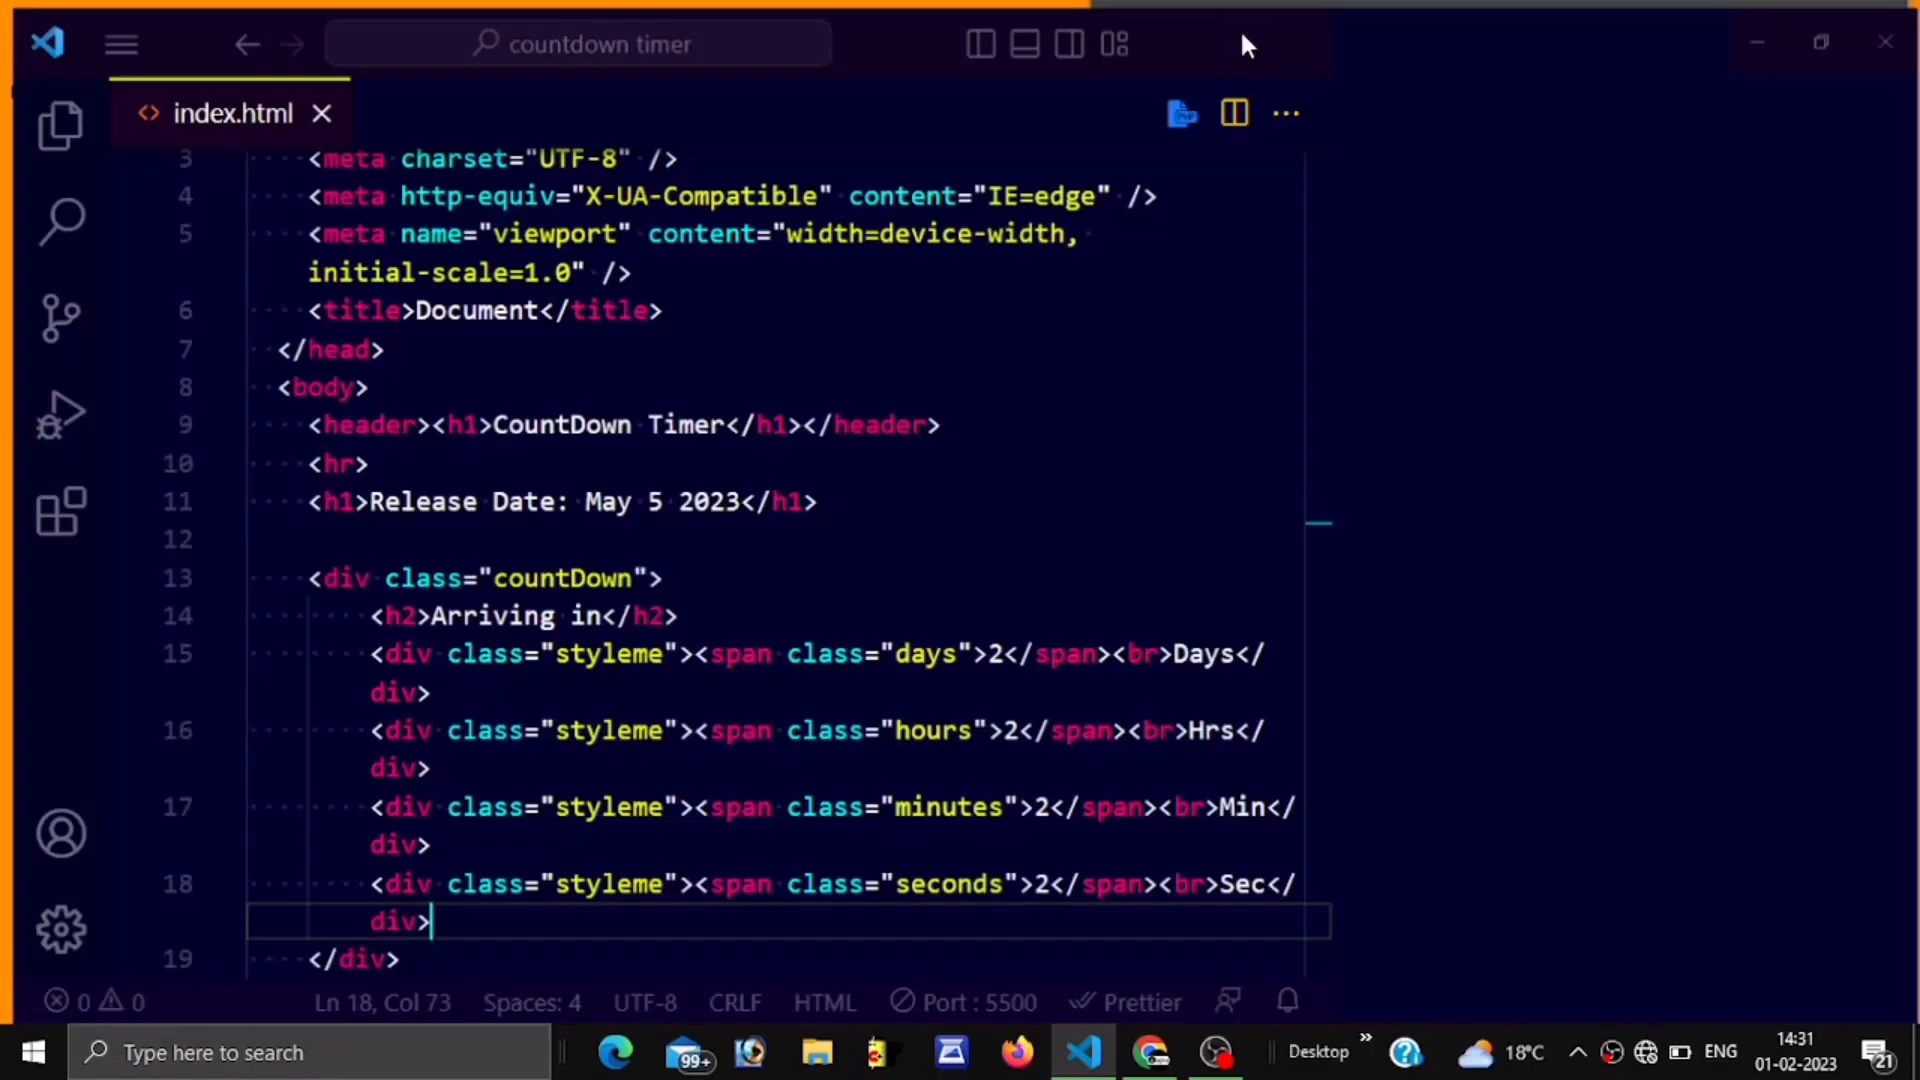 countdown timer
index.html
3 <meta charset="UTF-8" />
4 <meta http-equiv="X-UA-Compatible" content="IE=edge" />
5 <meta name="viewport" content="width=device-width,
initial-scale=1.0" />
6 <title>Document</title>
7 </head>
8 <body>
9 <header><h1>CountDown Timer</h1></header>
10 <hr>
11 <h1>Release Date: May 5 2023</h1>
12
13 <div class="countDown">
14 <h2>Arriving in</h2>
15 <div class="styleme"><span class="days">2</span><br>Days</
div>
16 <div class="styleme"><span class="hours">2</span><br>Hrs</
div>
17 <div class="styleme"><span class="minutes">2</span><br>Min</
div>
18 <div class="styleme"><span class="seconds">2</span><br>Sec</
div>
19 </div>
0 0 Ln 18, Col 73 Spaces: 4 UTF-8 CRLF HTML Port : 5500 Prettier
Type here to search 99+ Desktop 18°C ENG 14:31
01-02-2023 21